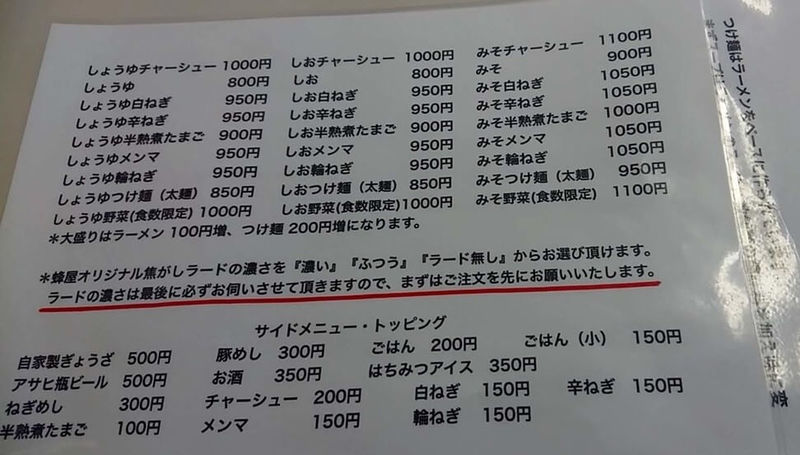 しょうゆチャーシュー 1000円 しおチャーシュー 1000円 みそチャーシュー 1100円
しょうゆ 800円 しお 800円 みそ 900円
しょうゆ白ねぎ 950円 しお白ねぎ 950円 みそ白ねぎ 1050円
しょうゆ辛ねぎ 950円 しお辛ねぎ 950円 みそ辛ねぎ 1050円
しょうゆ半熟煮たまご 900円 しお半熟煮たまご 900円 みそ半熟煮たまご 1000円
しょうゆメンマ 950円 しおメンマ 950円 みそメンマ 1050円
しょうゆ輪ねぎ 950円 しお輪ねぎ 950円 みそ輪ねぎ 1050円
しょうゆつけ麺（太麺） 850円 しおつけ麺（太麺） 850円 みそつけ麺（太麺） 950円
しょうゆ野菜(食数限定) 1000円 しお野菜(食数限定) 1000円 みそ野菜(食数限定) 1100円
＊大盛りはラーメン 100円増、つけ麺 200円増になります。
＊蜂屋オリジナル焦がしラードの濃さを『濃い』『ふつう』『ラード無し』からお選び頂けます。
ラードの濃さは最後に必ずお伺いさせて頂きますので、まずはご注文を先にお願いいたします。
サイドメニュー・トッピング
自家製ぎょうざ 500円 豚めし 300円 ごはん 200円 ごはん（小） 150円
アサヒ瓶ビール 500円 お酒 350円 はちみつアイス 350円
ねぎめし 300円 チャーシュー 200円 白ねぎ 150円 辛ねぎ 150円
半熟煮たまご 100円 メンマ 150円 輪ねぎ 150円
つけ麺はラーメンをベースに